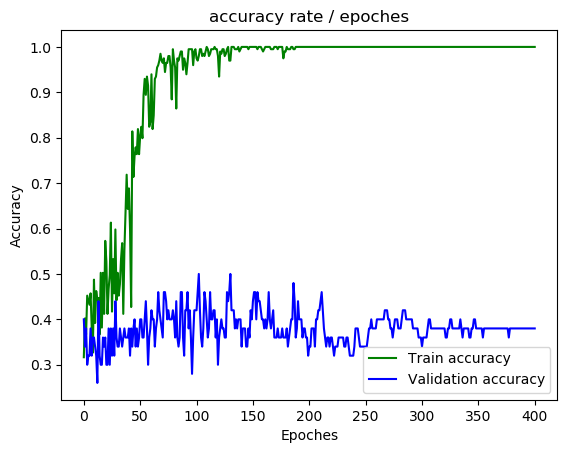 accuracy rate / epoches
1.0
0.9
0.8
0.7
0.6
0.5
0.4
0.3
Accuracy
Train accuracy
Validation accuracy
0 50 100 150 200 250 300 350 400
Epoches